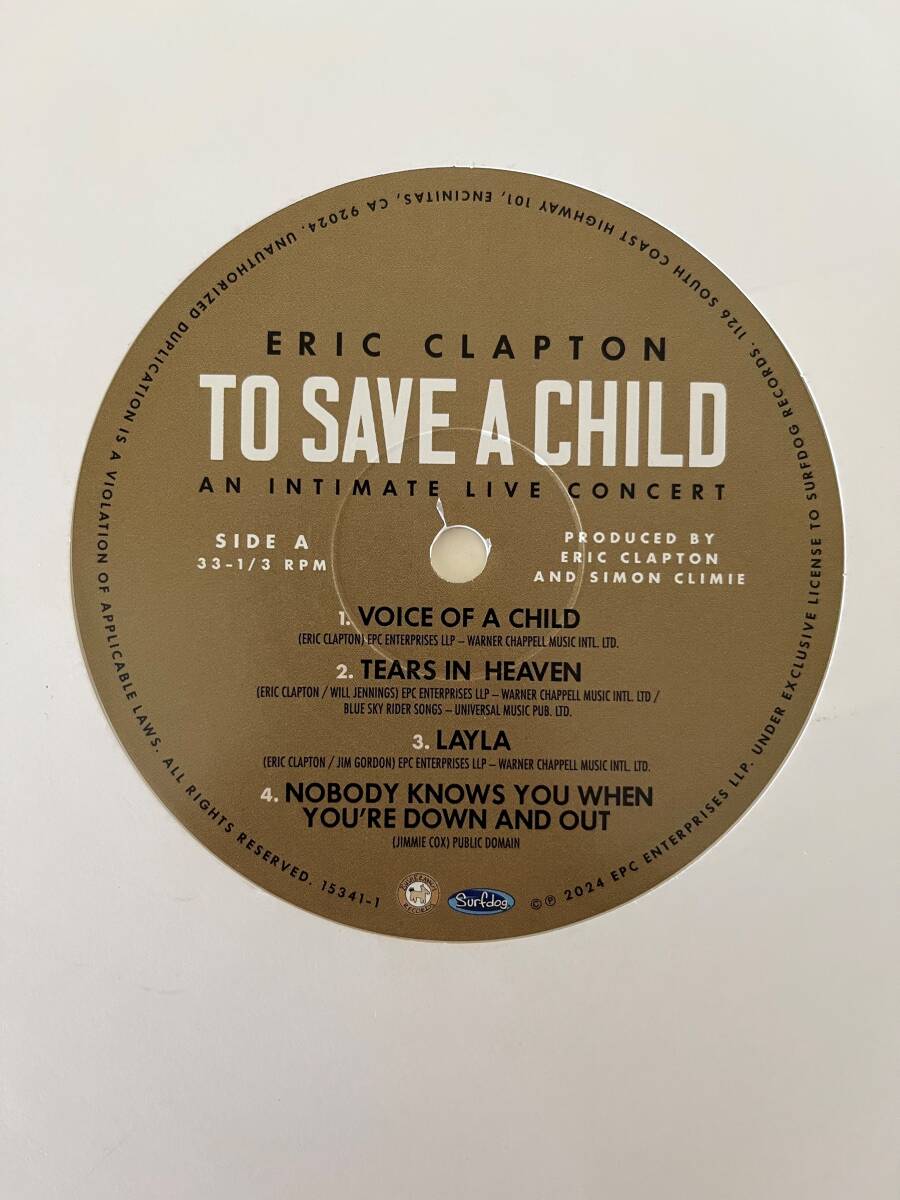 ERIC CLAPTON
TO SAVE A CHILD
AN INTIMATE LIVE CONCERT
SIDE A
33-1/3 RPM
PRODUCED BY
ERIC CLAPTON
AND SIMON CLIMIE
1. VOICE OF A CHILD
(ERIC CLAPTON) EPC ENTERPRISES LLP – WARNER CHAPPELL MUSIC INTL. LTD.
2. TEARS IN HEAVEN
(ERIC CLAPTON / WILL JENNINGS) EPC ENTERPRISES LLP – WARNER CHAPPELL MUSIC INTL. LTD /
BLUE SKY RIDER SONGS – UNIVERSAL MUSIC PUB. LTD.
3. LAYLA
(ERIC CLAPTON / JIM GORDON) EPC ENTERPRISES LLP – WARNER CHAPPELL MUSIC INTL. LTD.
4. NOBODY KNOWS YOU WHEN
YOU'RE DOWN AND OUT
(JIMMIE COX) PUBLIC DOMAIN
Surfdog
© ℗ 2024 EPC ENTERPRISES LLP. UNDER EXCLUSIVE LICENSE TO SURFDOG RECORDS. 1126 SOUTH COAST HIGHWAY 101, ENCINITAS, CA 92024. UNAUTHORIZED DUPLICATION IS A VIOLATION OF APPLICABLE LAWS. ALL RIGHTS RESERVED. 15341-1